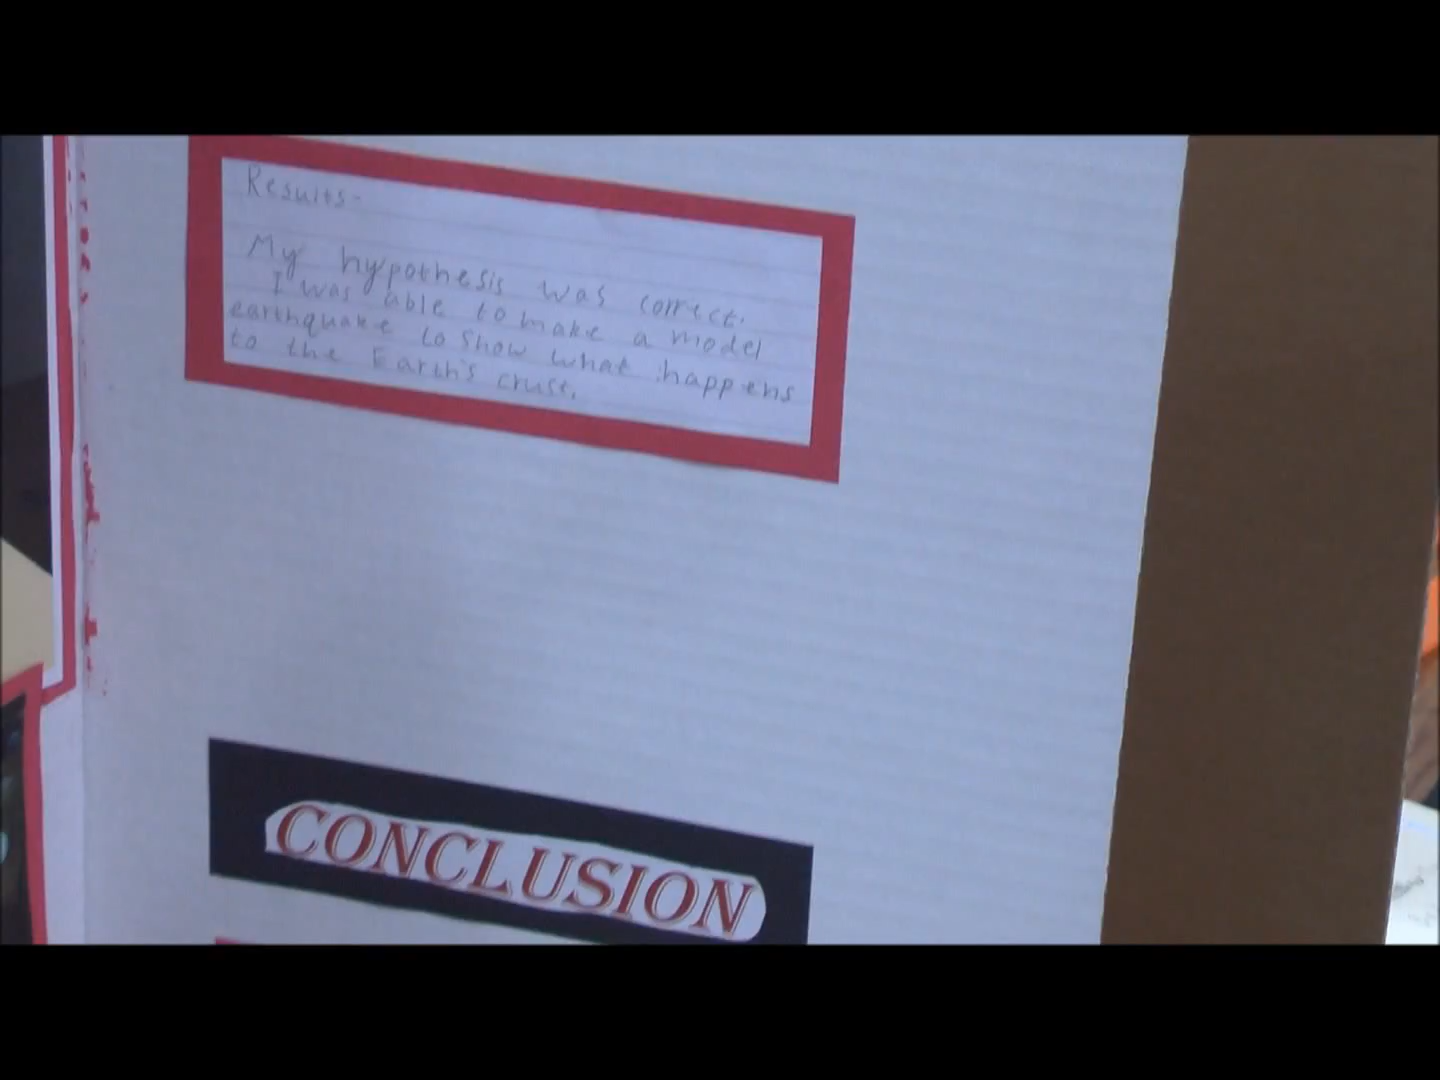 Results-
My hypothesis was correct.
I was able to make a model
earthquake to show what happens
to the Earth's crust.
CONCLUSION